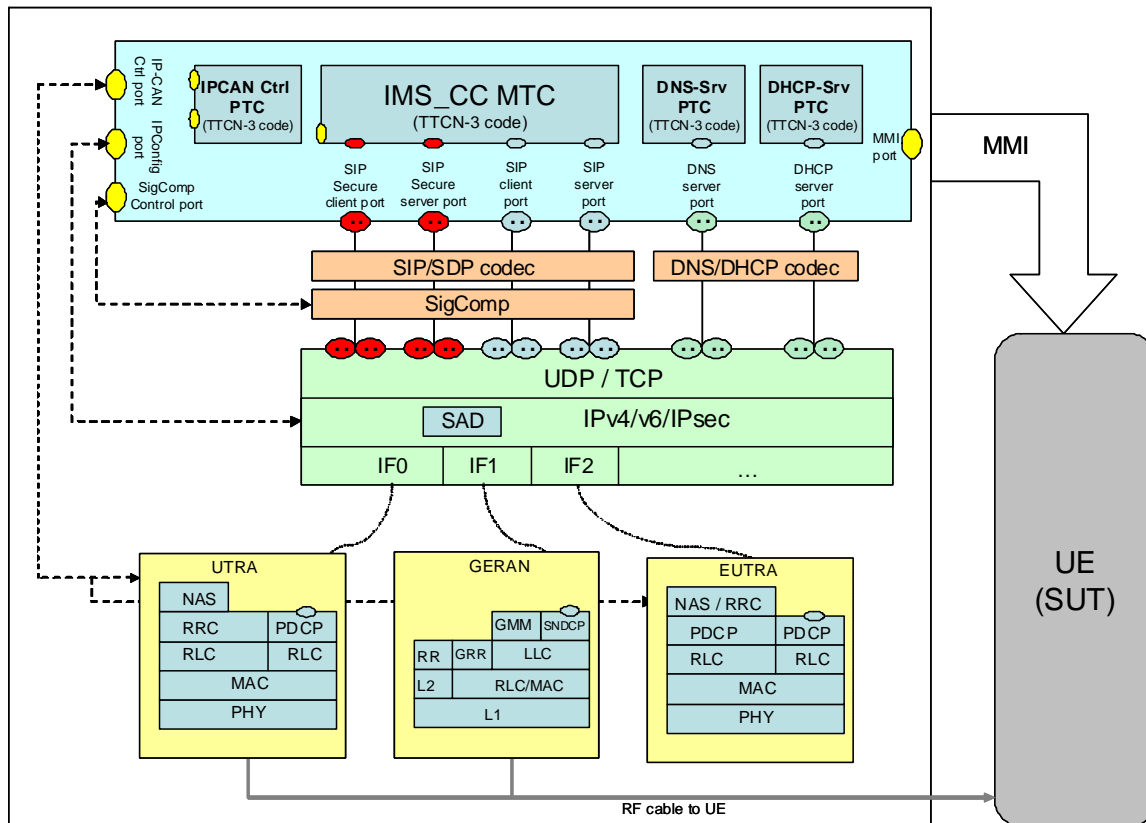 IP-CAN
Ctrl port
IPConfig
port
SigComp
Control port
IPCAN Ctrl
PTC
(TTCN-3 code)
IMS_CC MTC
(TTCN-3 code)
DNS-Srv
PTC
(TTCN-3 code)
DHCP-Srv
PTC
(TTCN-3 code)
MMI
port
MMI
SIP
Secure
client port
SIP
Secure
server port
SIP
client
port
SIP
server
port
DNS
server
port
DHCP
server
port
SIP/SDP codec
DNS/DHCP codec
SigComp
UDP / TCP
SAD
IPv4/v6/IPsec
IF0
IF1
IF2
...
UTRA
NAS
RRC
PDCP
RLC
RLC
MAC
PHY
GERAN
GMM
SNDCP
RR
GRR
LLC
L2
RLC/MAC
L1
EUTRA
NAS / RRC
PDCP
PDCP
RLC
RLC
MAC
PHY
UE
(SUT)
RF cable to UE